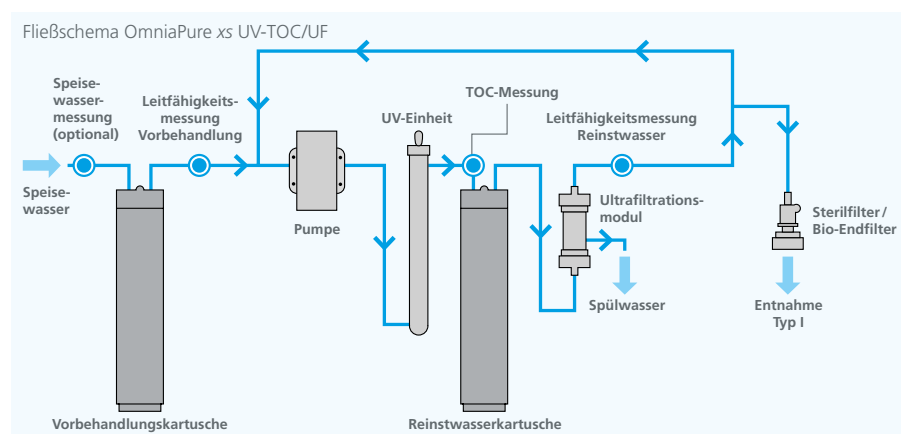 Fließschema OmniaPure xs UV-TOC/UF
Speise-
wasser-
messung
(optional)
Leitfähigkeits-
messung
Vorbehandlung
UV-Einheit
TOC-Messung
Leitfähigkeitsmessung
Reinstwasser
Speise-
wasser
Pumpe
Ultrafiltrations-
modul
Sterilfilter/
Bio-Endfilter
Spülwasser
Entnahme
Typ I
Vorbehandlungskartusche
Reinstwasserkartusche